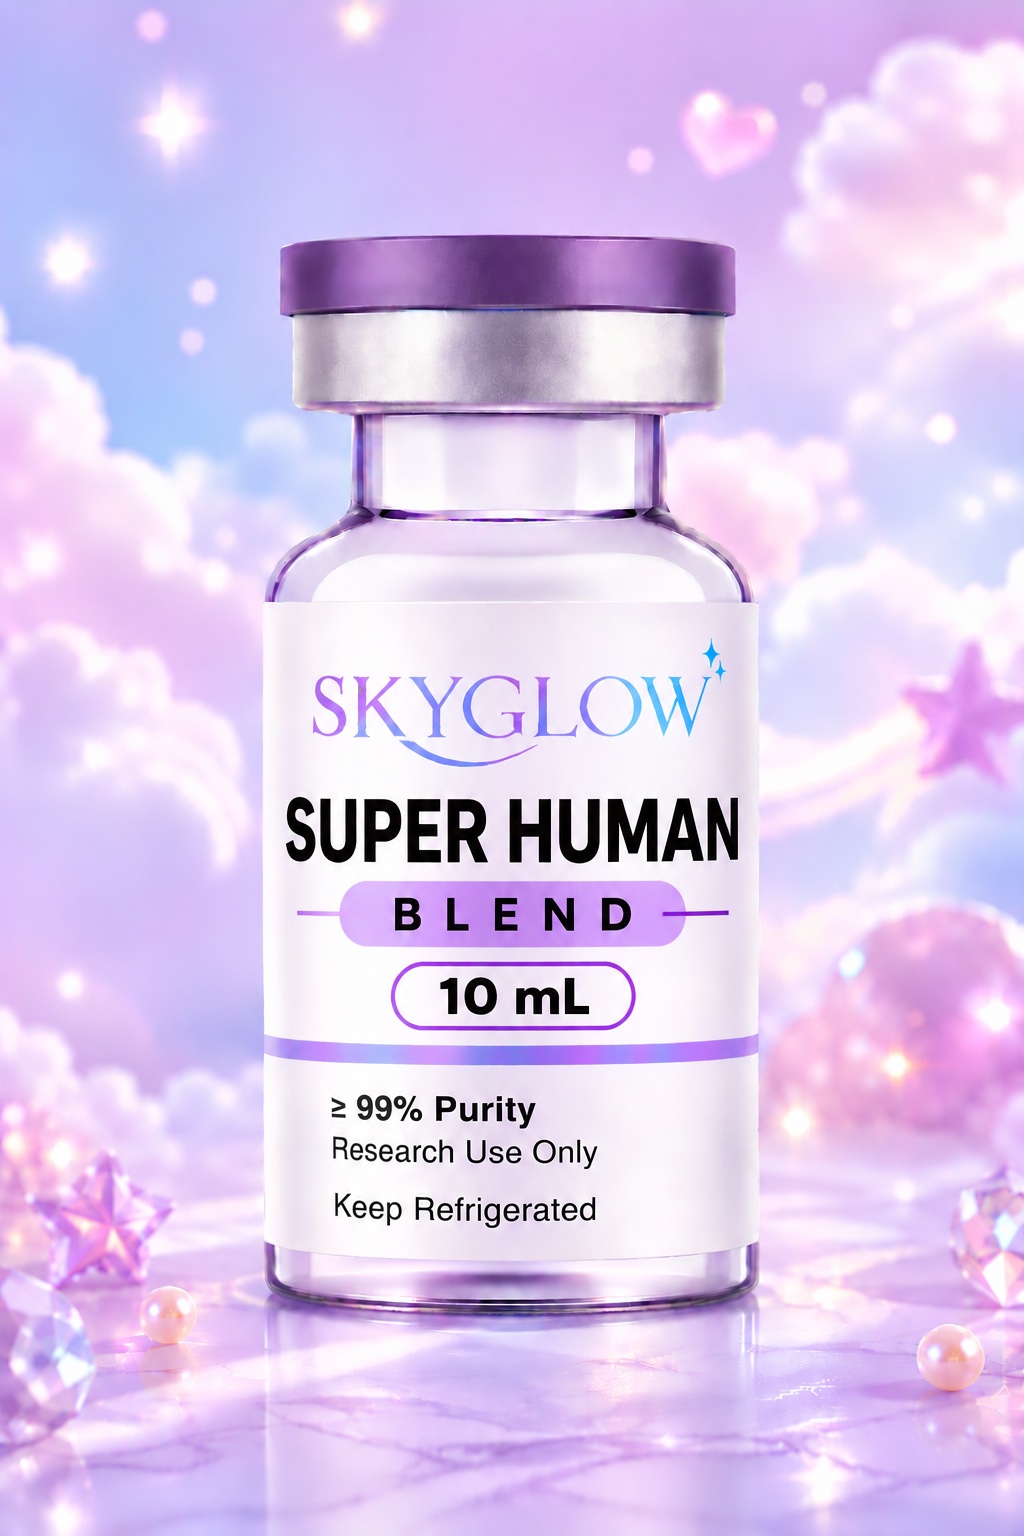 SKYGLOW
SUPER HUMAN
BLEND
10 mL
≥ 99% Purity
Research Use Only
Keep Refrigerated